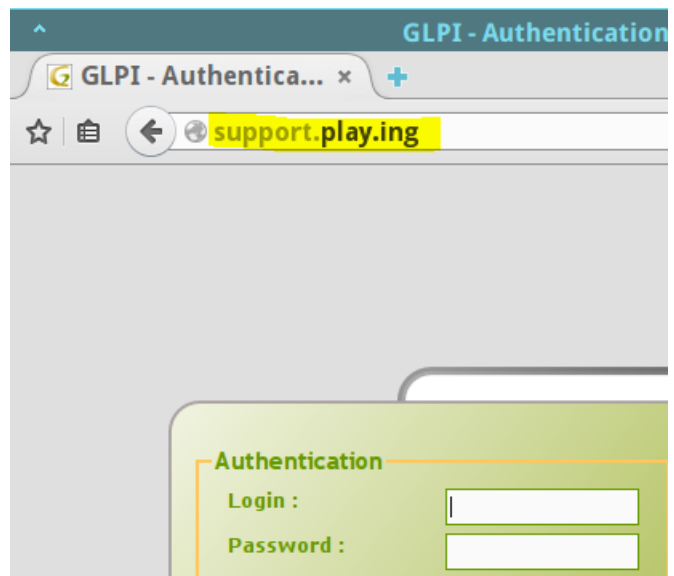 GLPI - Authentication
GLPI - Authentica...
support.play.ing
Authentication
Login :
Password :